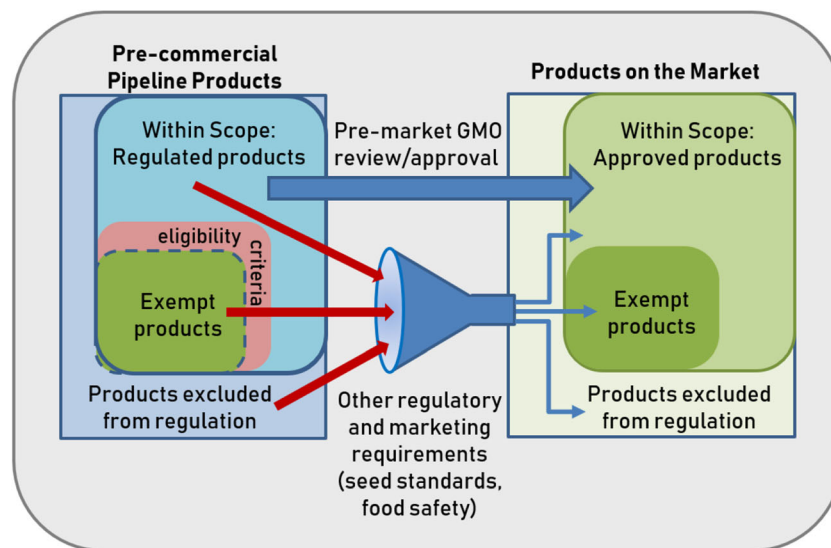 Pre-commercial
Pipeline Products
Within Scope:
Regulated products
eligibility
criteria
Exempt
products
Products excluded
from regulation
Pre-market GMO
review/approval
Other regulatory
and marketing
requirements
(seed standards,
food safety)
Products on the Market
Within Scope:
Approved products
Exempt
products
Products excluded
from regulation